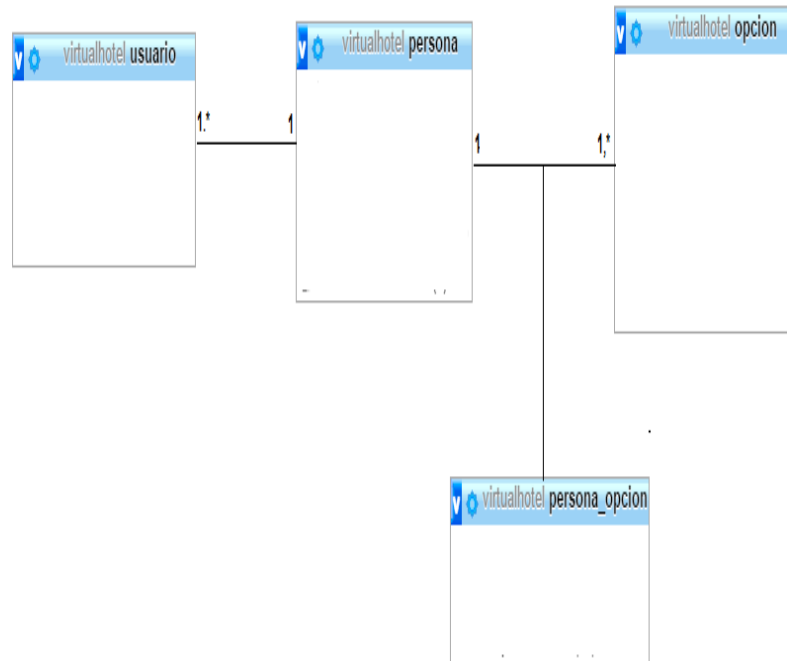 virtualhotel usuario
virtualhotel persona
virtualhotel opcion
1.*
1
1
1,*
virtualhotel persona_opcion